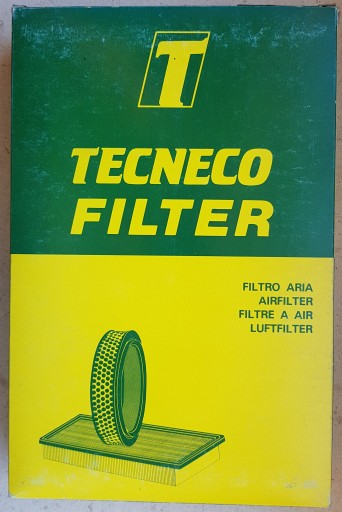 T
TECNECO
FILTER
FILTRO ARIA
AIRFILTER
FILTRE A AIR
LUFTFILTER